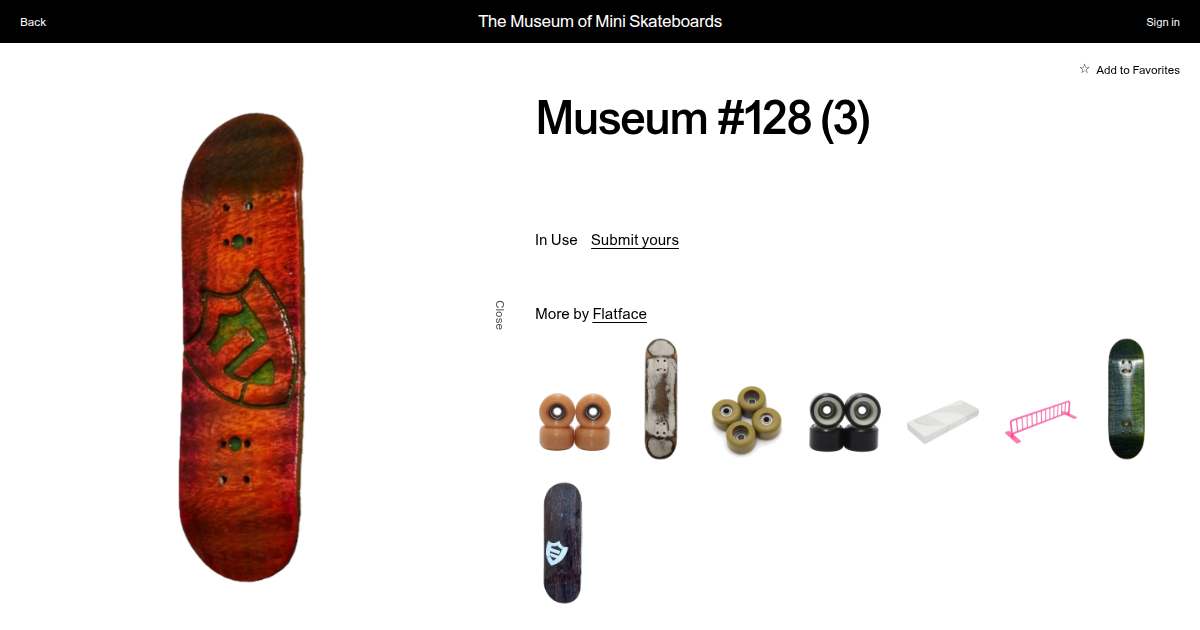 Back
The Museum of Mini Skateboards
Sign in
☆ Add to Favorites
Museum #128 (3)
In Use Submit yours
Close
More by Flatface